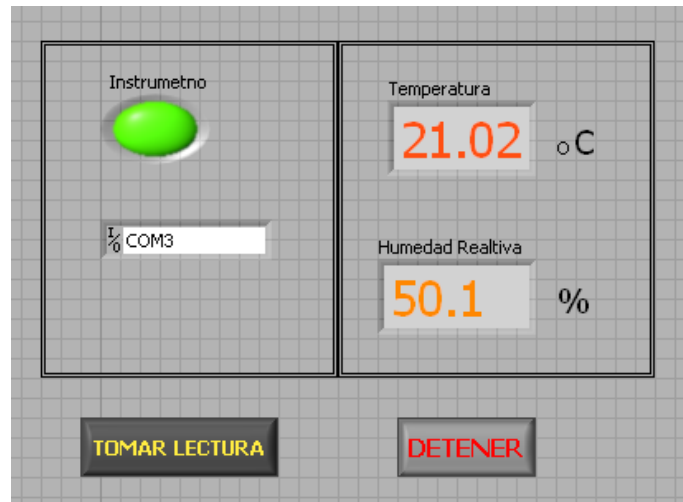 Instrumetno
I/O COM3
Temperatura
21.02 oC
Humedad Realtiva
50.1 %
TOMAR LECTURA
DETENER